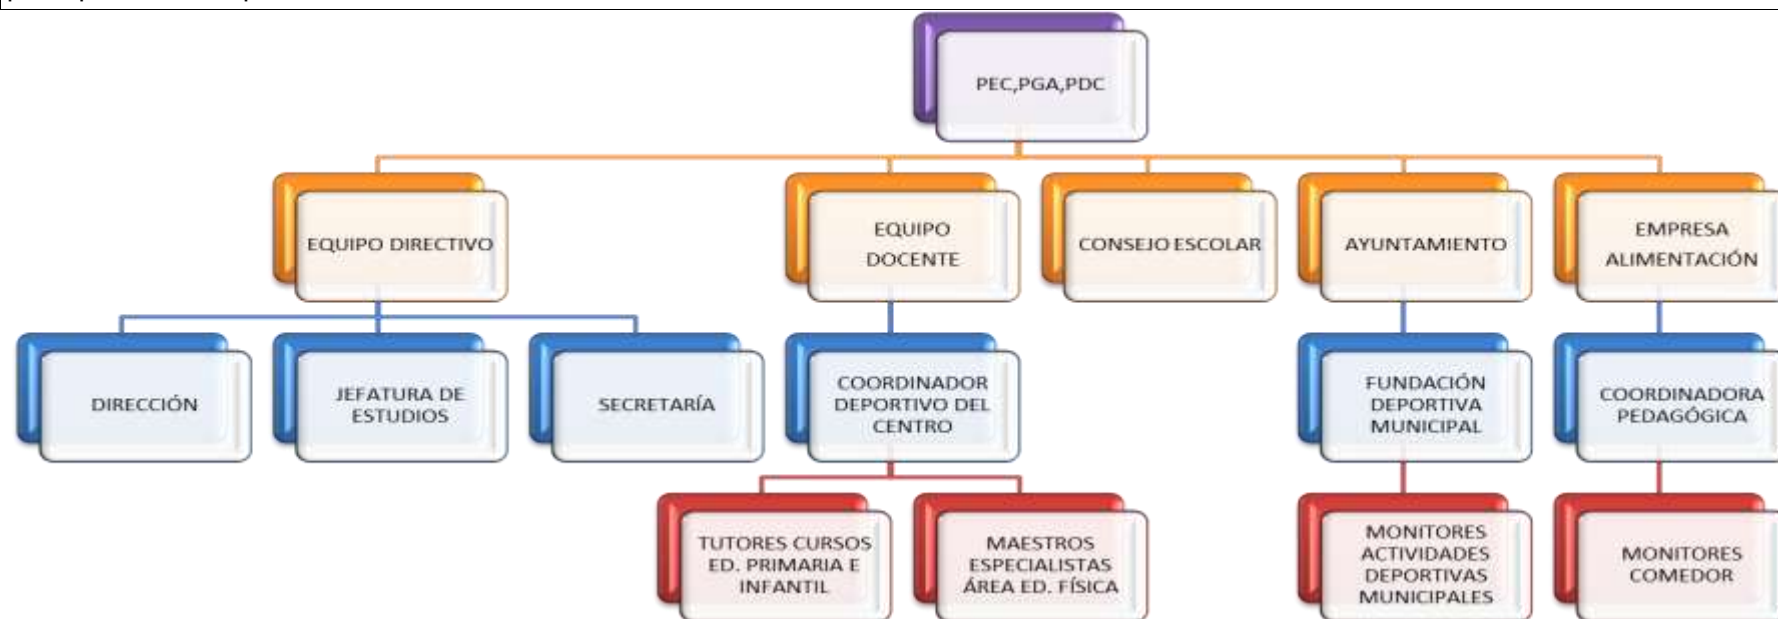 PEC,PGA,PDC
EQUIPO DIRECTIVO
EQUIPO
DOCENTE
CONSEJO ESCOLAR
AYUNTAMIENTO
EMPRESA
ALIMENTACIÓN
DIRECCIÓN
JEFATURA DE
ESTUDIOS
SECRETARÍA
COORDINADOR
DEPORTIVO DEL
CENTRO
FUNDACIÓN
DEPORTIVA
MUNICIPAL
COORDINADORA
PEDAGÓGICA
TUTORES CURSOS
ED. PRIMARIA E
INFANTIL
MAESTROS
ESPECIALISTAS
ÁREA ED. FÍSICA
MONITORES
ACTIVIDADES
DEPORTIVAS
MUNICIPALES
MONITORES
COMEDOR